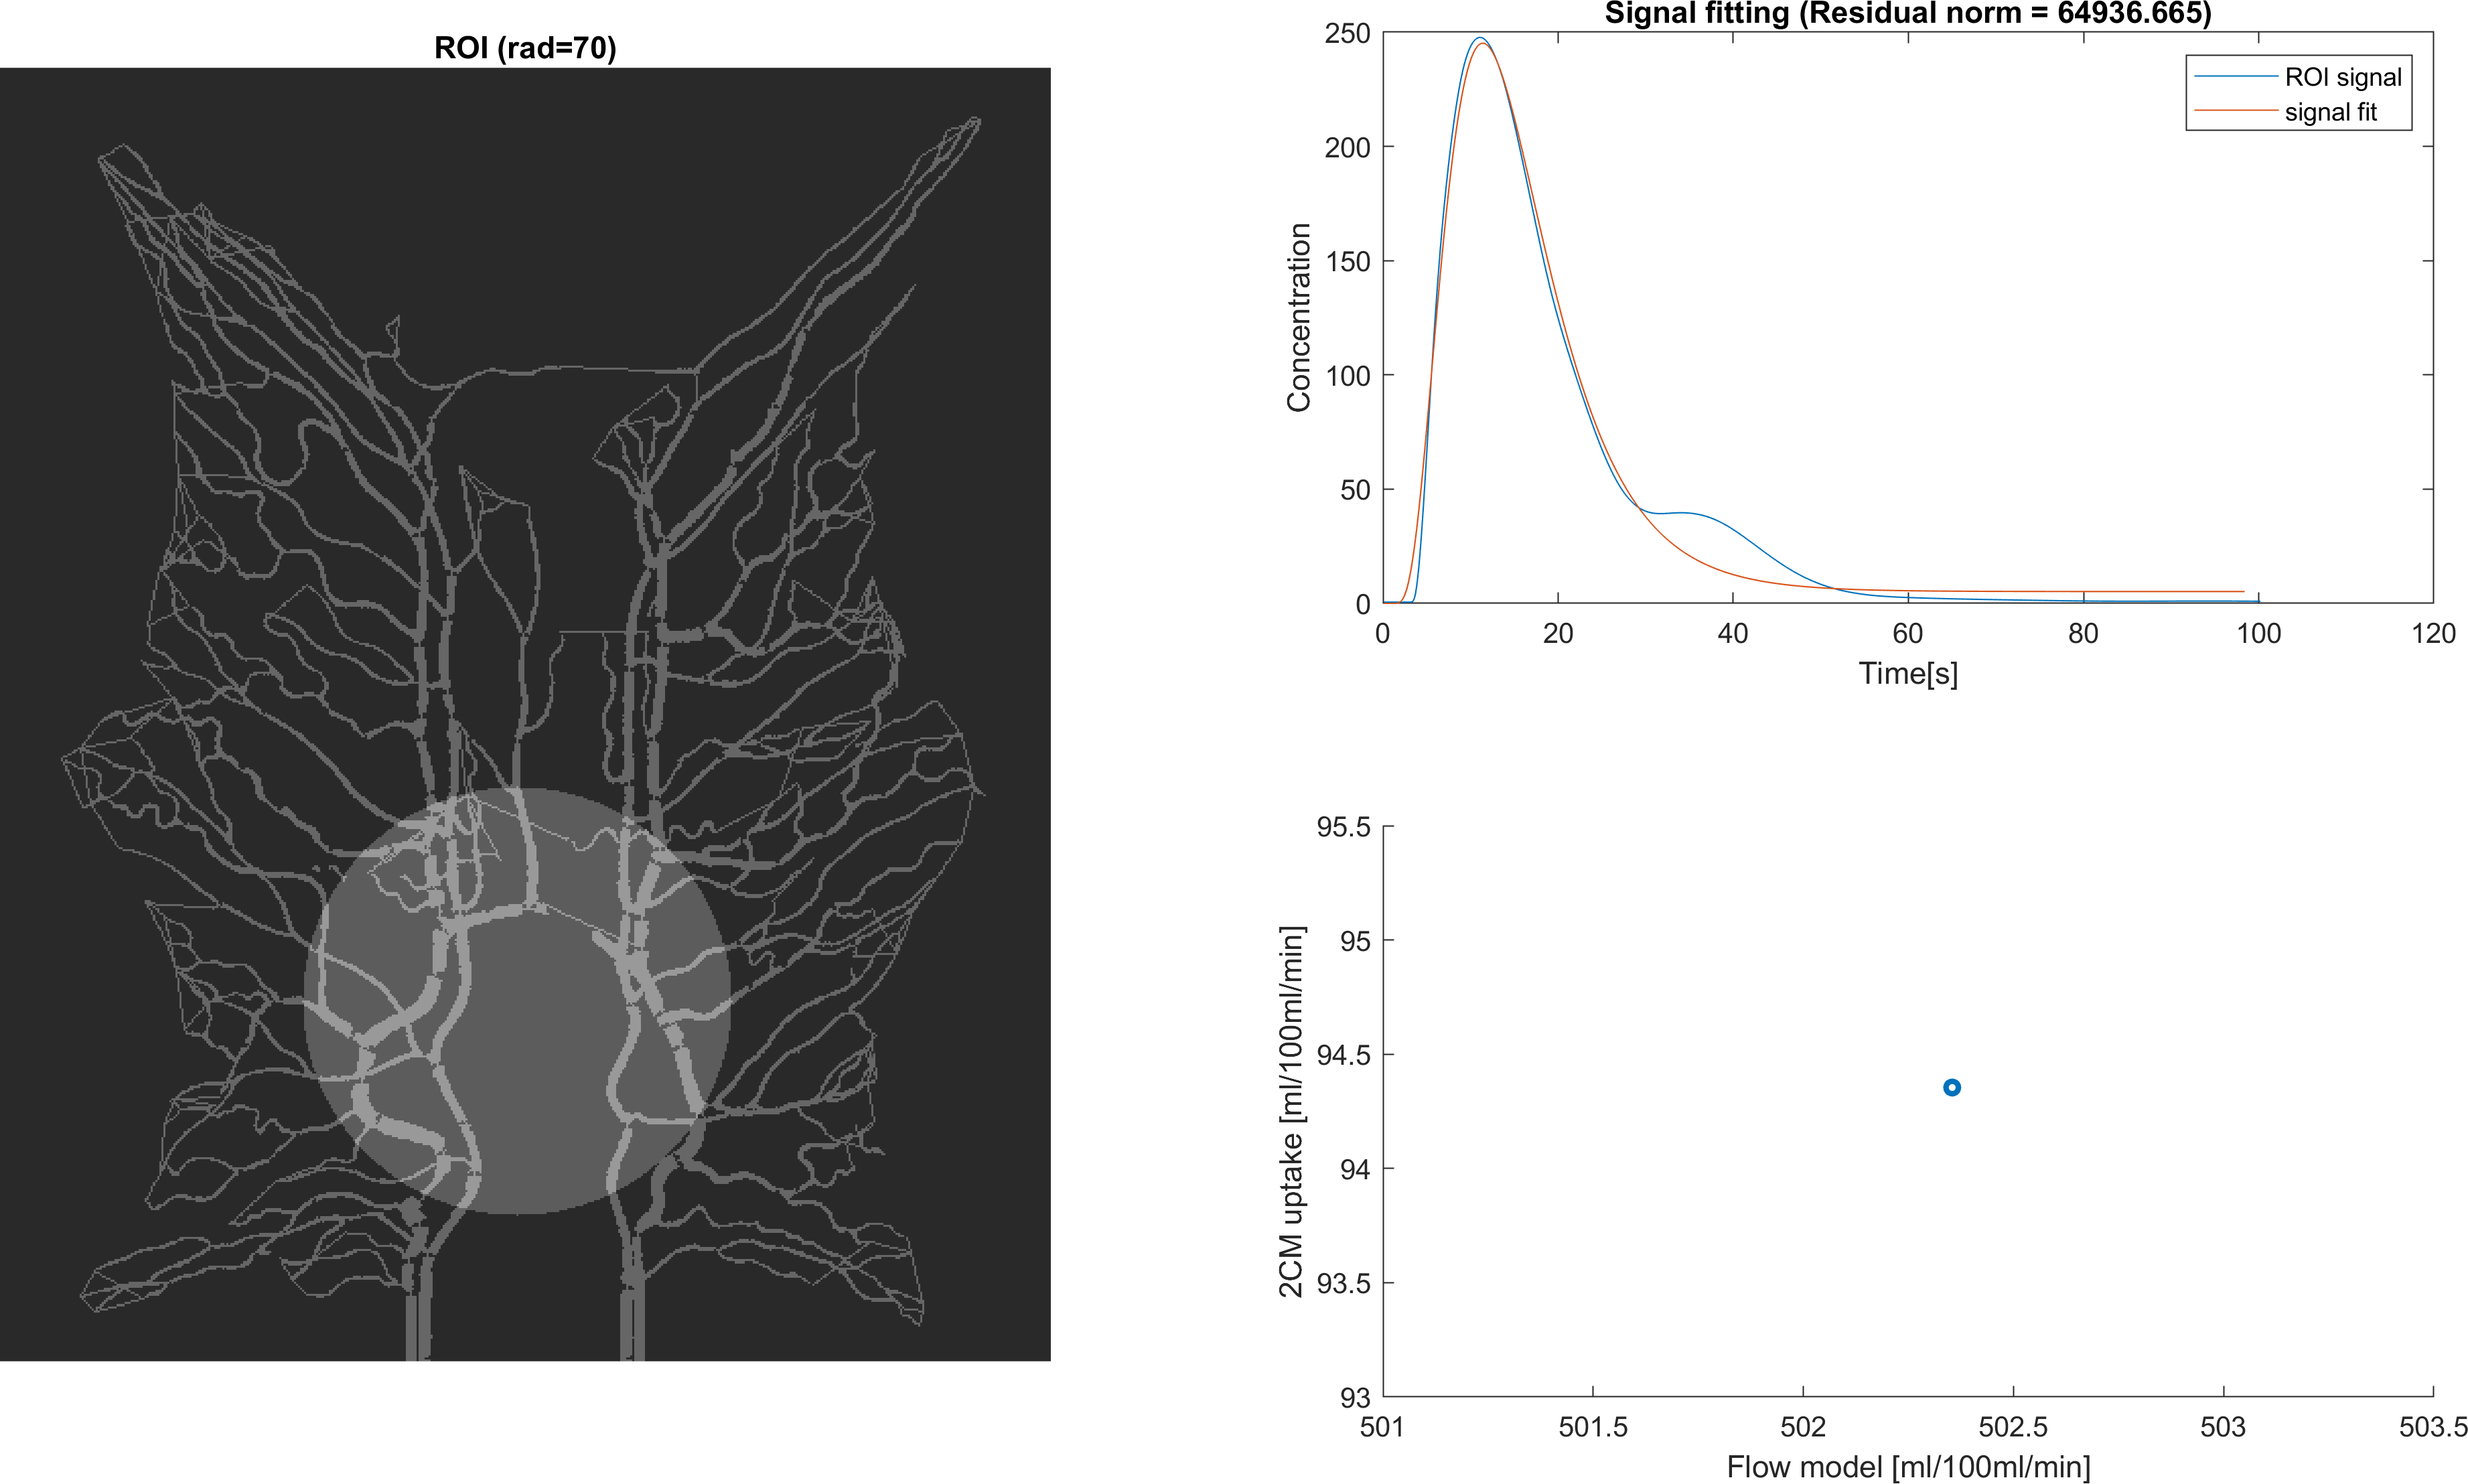 ROI (rad=70)
Signal fitting (Residual norm = 64936.665)
250
200
150
100
50
0
Concentration
ROI signal
signal fit
0 20 40 60 80 100 120
Time[s]
95.5
95
94.5
94
93.5
93
2CM uptake [ml/100ml/min]
501 501.5 502 502.5 503 503.5
Flow model [ml/100ml/min]